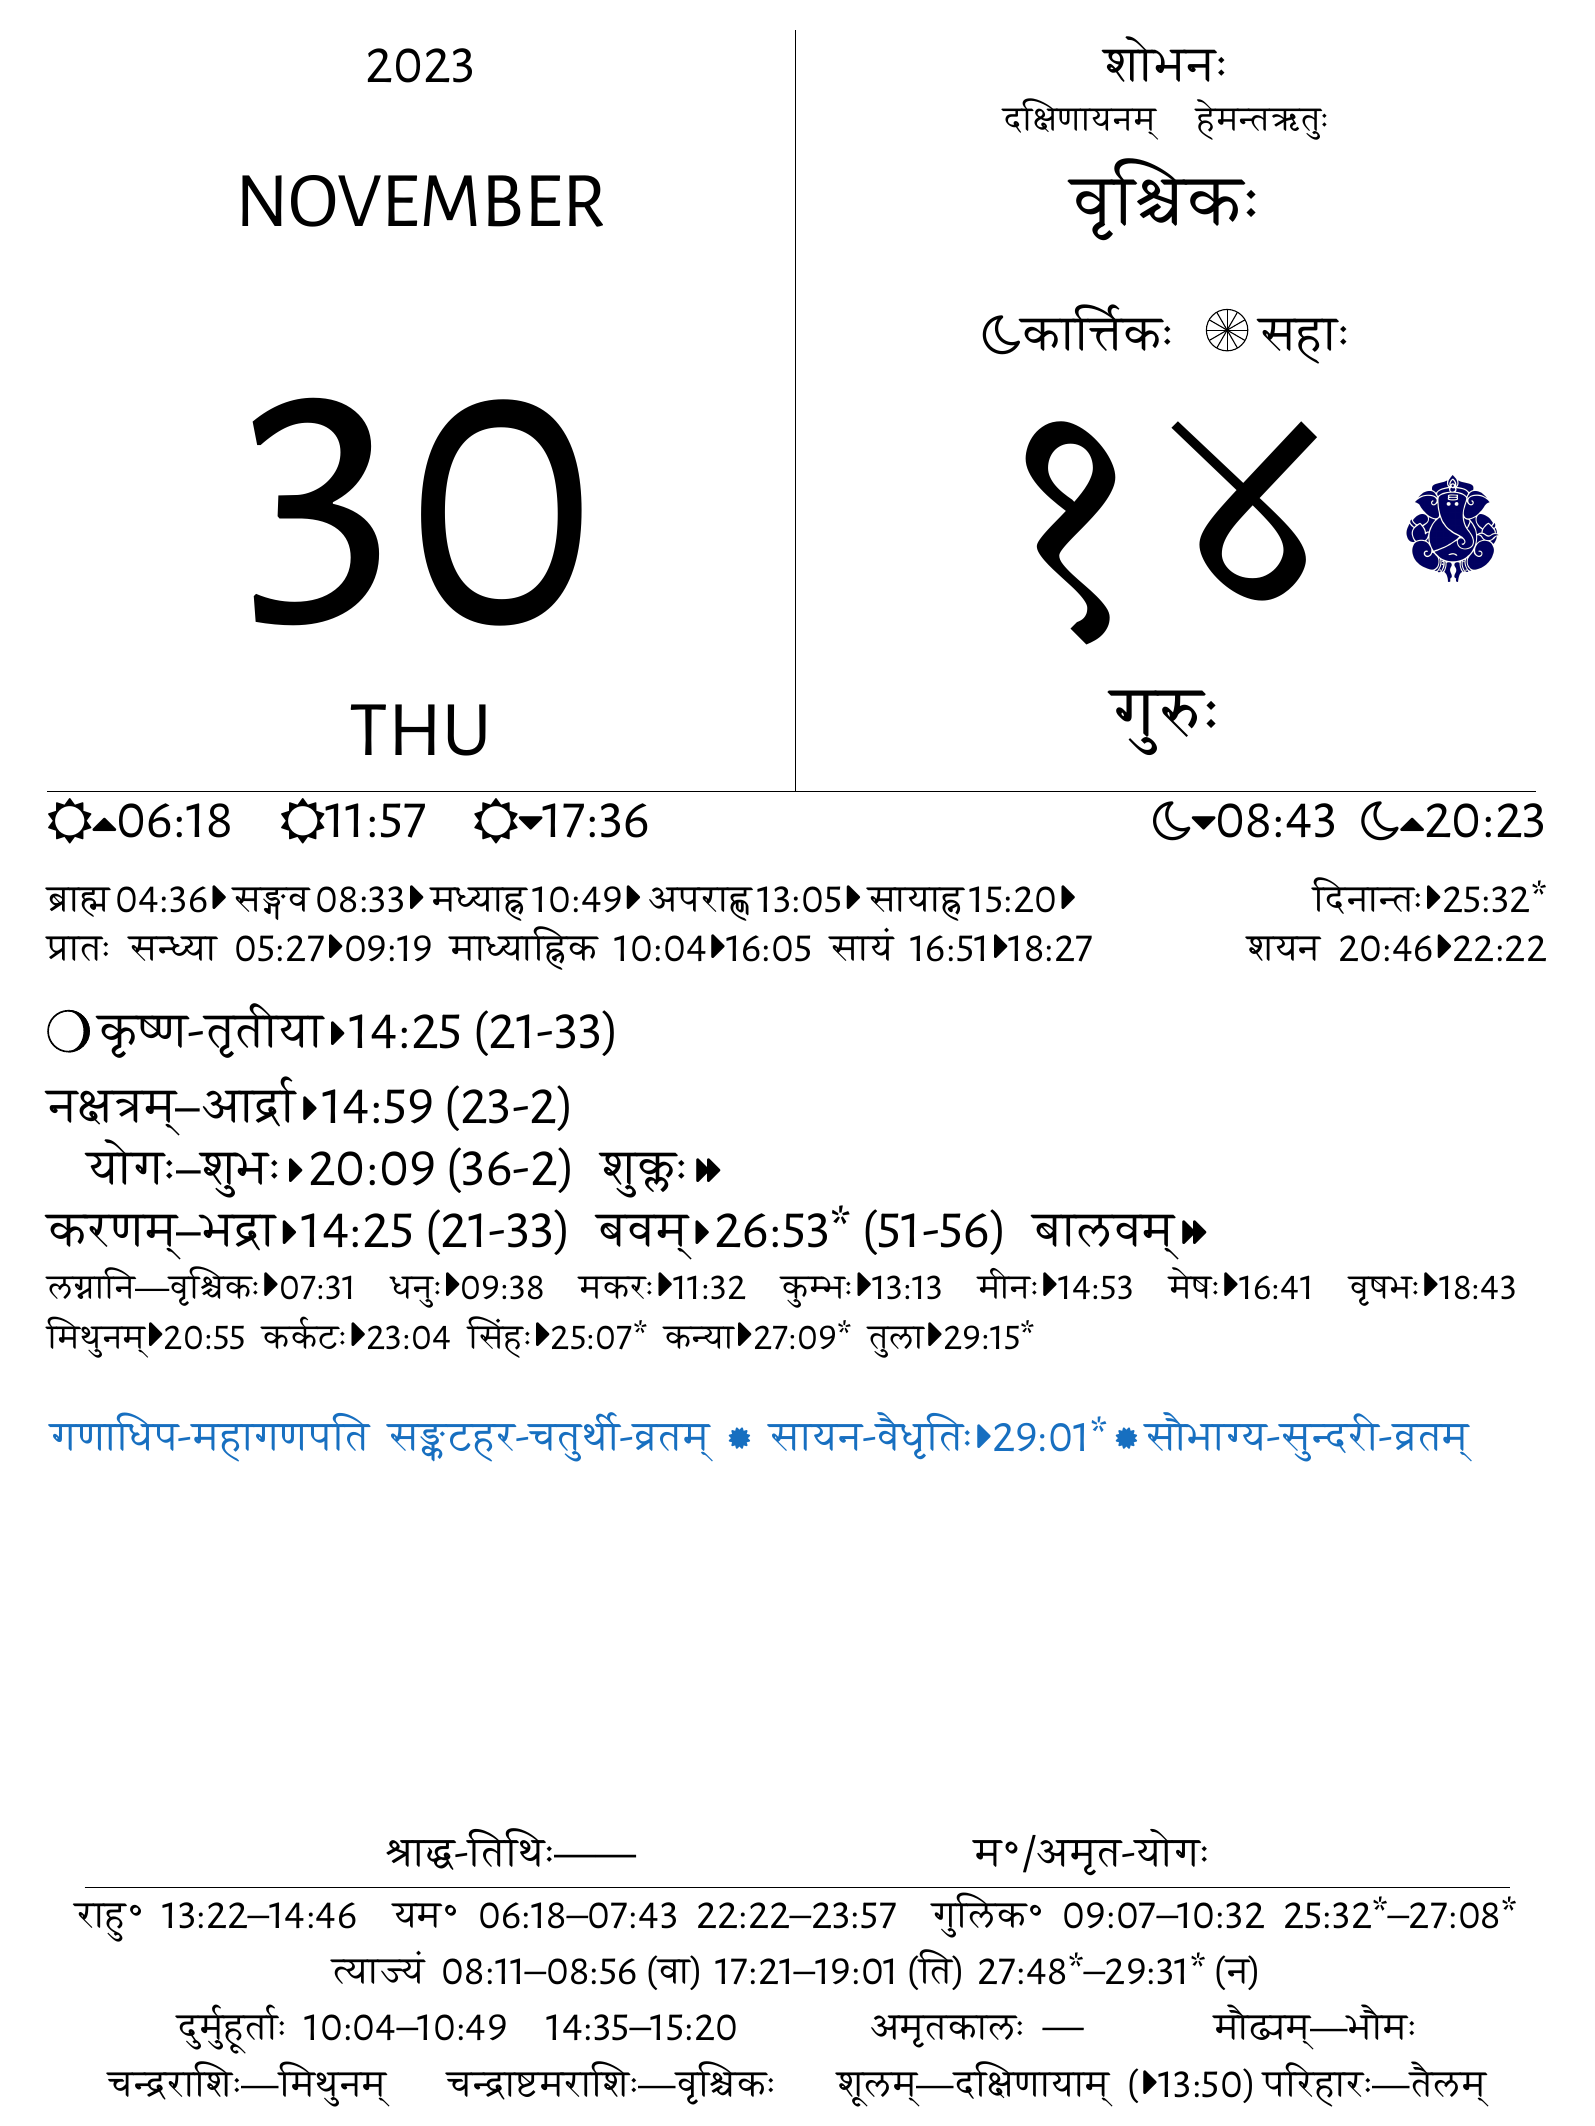 2023
NOVEMBER
30
THU
शोभनः
दक्षिणायनम् हेमन्तऋतुः
वृश्चिकः
कार्त्तिकः सहाः
१४
गुरुः
06:18 11:57 17:36 08:43 20:23
ब्राह्म 04:36 सङ्गव 08:33 मध्याह्न 10:49 अपराह्ण 13:05 सायाह्न 15:20 दिनान्तः 25:32*
प्रातः सन्ध्या 05:27 09:19 माध्याह्निक 10:04 16:05 सायं 16:51 18:27 शयन 20:46 22:22
कृष्ण-तृतीया 14:25 (21-33)
नक्षत्रम्–आर्द्रा 14:59 (23-2)
योगः–शुभः 20:09 (36-2) शुक्लः
करणम्–भद्रा 14:25 (21-33) बवम् 26:53* (51-56) बालवम्
लग्नानि—वृश्चिकः 07:31 धनुः 09:38 मकरः 11:32 कुम्भः 13:13 मीनः 14:53 मेषः 16:41 वृषभः 18:43
मिथुनम् 20:55 कर्कटः 23:04 सिंहः 25:07* कन्या 27:09* तुला 29:15*
गणाधिप-महागणपति सङ्कटहर-चतुर्थी-व्रतम् सायन-वैधृतिः 29:01* सौभाग्य-सुन्दरी-व्रतम्
श्राद्ध-तिथिः—— म॰/अमृत-योगः
राहु॰ 13:22–14:46 यम॰ 06:18–07:43 22:22–23:57 गुलिक॰ 09:07–10:32 25:32*–27:08*
त्याज्यं 08:11–08:56 (वा) 17:21–19:01 (ति) 27:48*–29:31* (न)
दुर्मुहूर्ताः 10:04–10:49 14:35–15:20 अमृतकालः — मौढ्यम्—भौमः
चन्द्रराशिः—मिथुनम् चन्द्राष्टमराशिः—वृश्चिकः शूलम्—दक्षिणायाम् (13:50) परिहारः—तैलम्